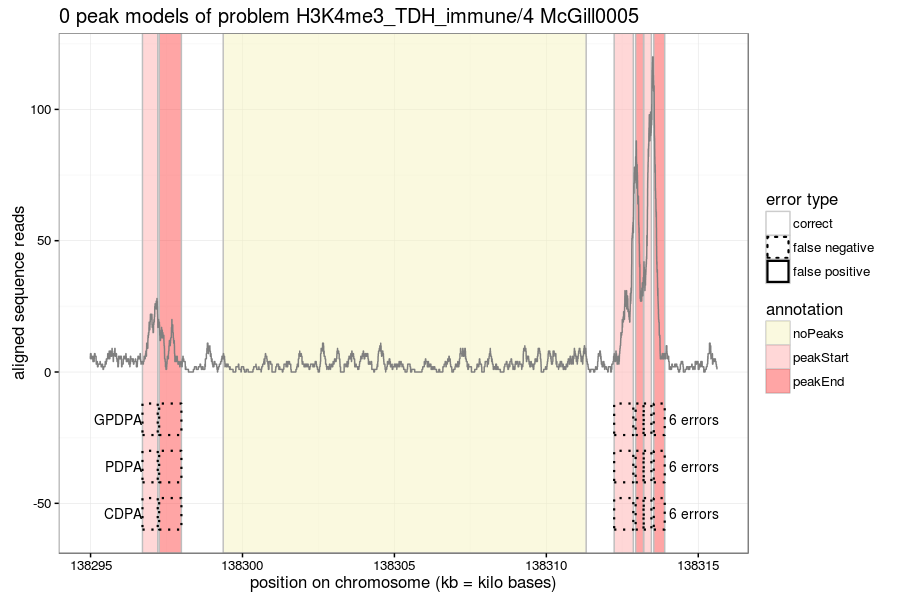 0 peak models of problem H3K4me3_TDH_immune/4 McGill0005
aligned sequence reads
100
50
0
-50
GPDPA
6 errors
PDPA
6 errors
CDPA
6 errors
138295
138300
138305
138310
138315
position on chromosome (kb = kilo bases)
error type
correct
false negative
false positive
annotation
noPeaks
peakStart
peakEnd